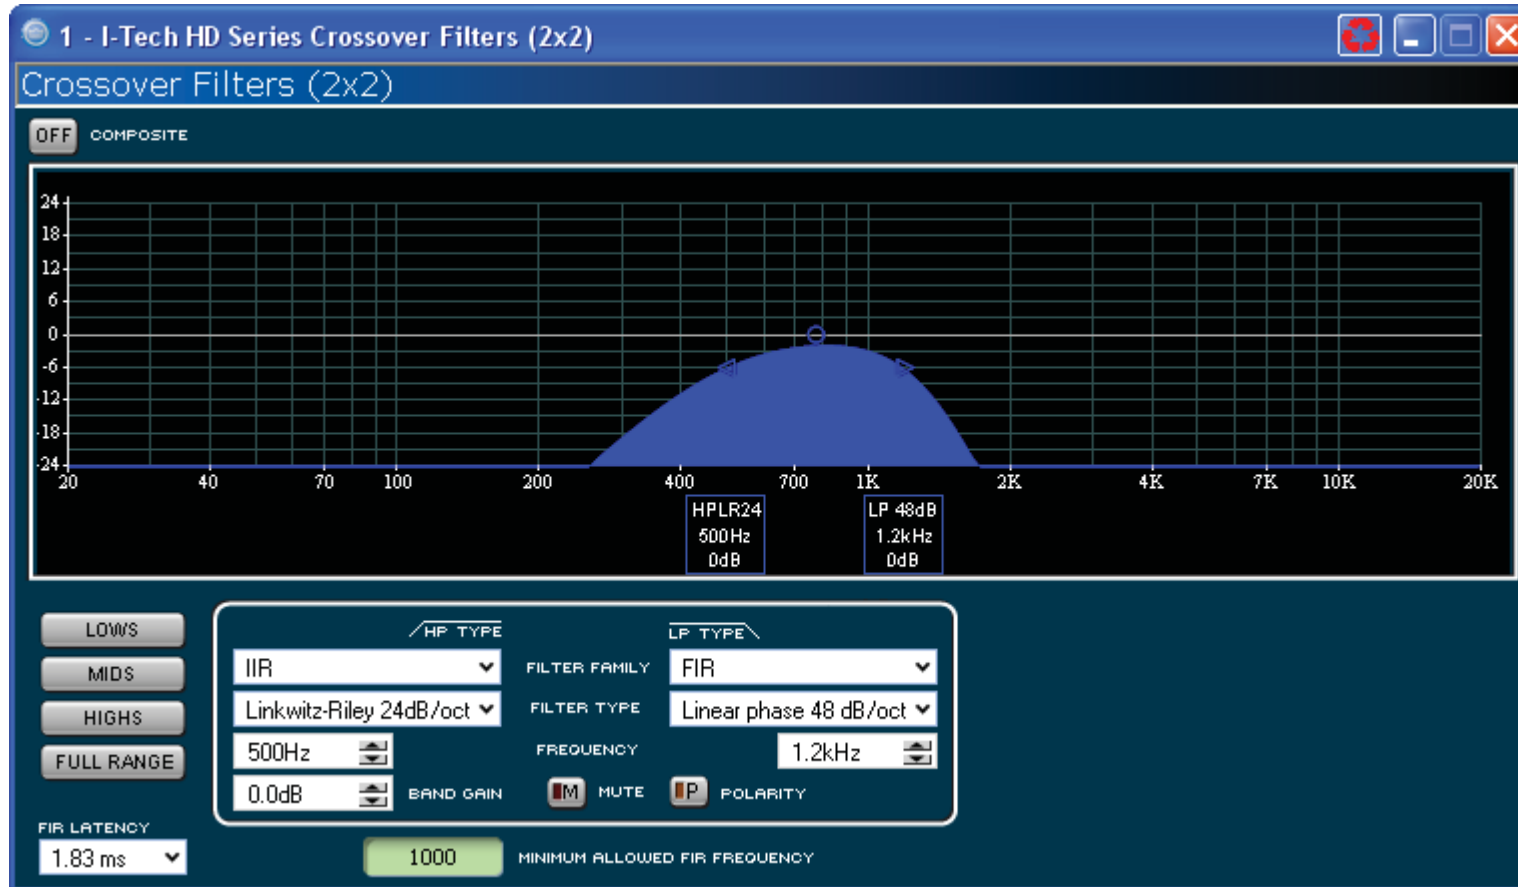 1 - I-Tech HD Series Crossover Filters (2x2)
Crossover Filters (2x2)
OFF COMPOSITE
24
18
12
6
0
-6
-12
-18
-24
20 40 70 100 200 400 700 1K 2K 4K 7K 10K 20K
HPLR24 LP 48dB
500Hz 1.2kHz
0dB 0dB
LOWS
MIDS
HIGHS
FULL RANGE
HP TYPE LP TYPE
IIR FILTER FAMILY FIR
Linkwitz-Riley 24dB/oct FILTER TYPE Linear phase 48 dB/oct
500Hz FREQUENCY 1.2kHz
0.0dB BAND GAIN M MUTE P POLARITY
FIR LATENCY
1.83 ms 1000 MINIMUM ALLOWED FIR FREQUENCY